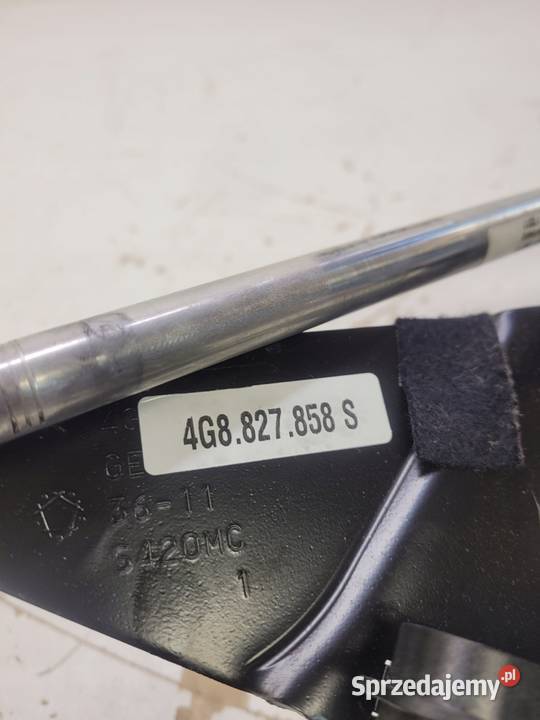 4G8.827.858 S
GE
36-11
S420MC
1
Sprzedajemy.pl